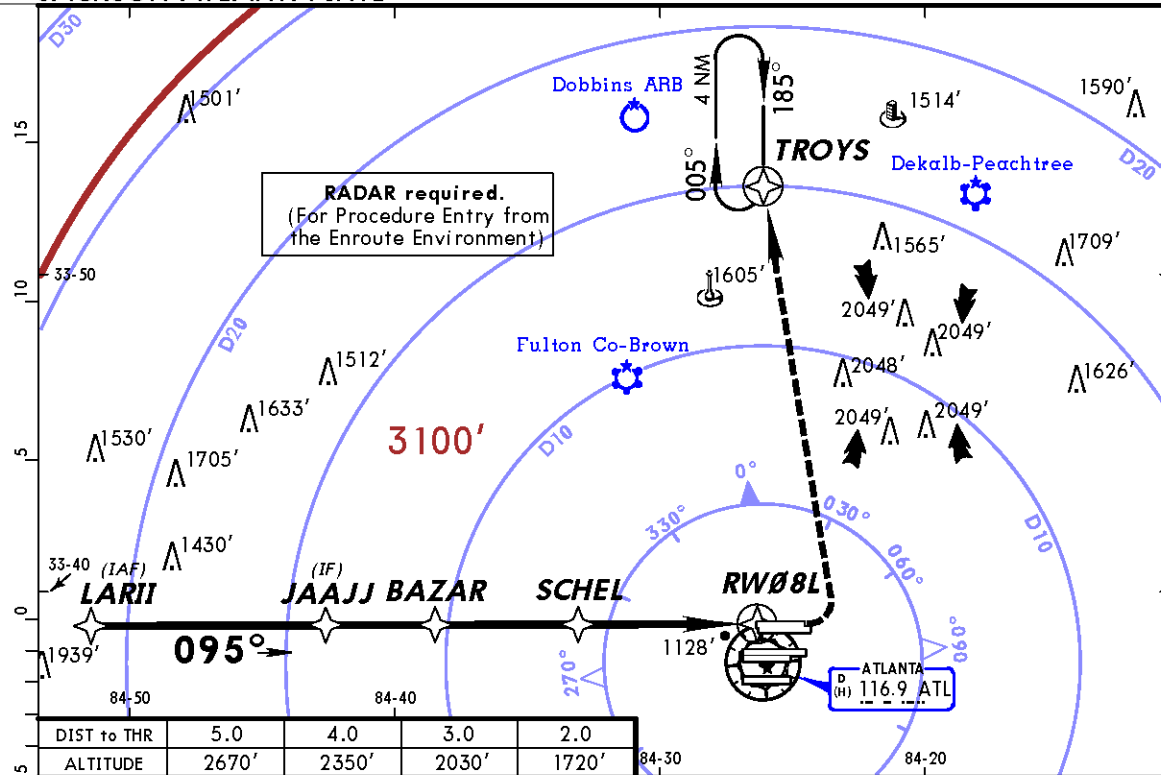 D30
1501'
15
Dobbins ARB
4 NM
185°
005°
TROYS
1514'
1590'
D20
Dekalb-Peachtree
RADAR required.
(For Procedure Entry from
the Enroute Environment)
1565'
1709'
33-50
10
D20
1605'
2049'
2049'
Fulton Co-Brown
1512'
2048'
1626'
1633'
3100'
D10
2049'
2049'
1530'
5
1705'
0°
330°
030°
D10
1430'
060°
33-40
(IAF)
LARII
(IF)
JAAJJ
BAZAR
SCHEL
RWØ8L
0
095°
1128'
090°
270°
1939'
84-50
84-40
D
(H)
ATLANTA
116.9 ATL
DIST to THR 5.0 4.0 3.0 2.0
ALTITUDE 2670' 2350' 2030' 1720'
84-30
84-20
5